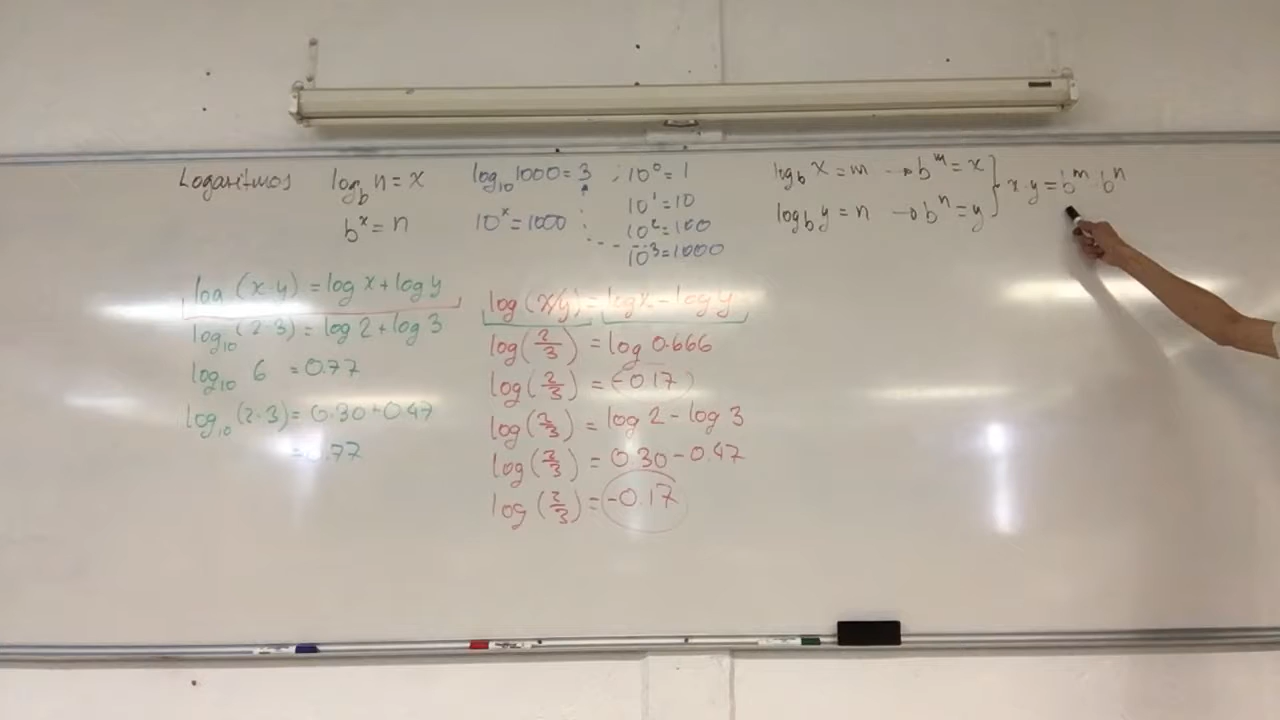 Logaritmos
log_b n = x
b^x = n
log_10 1000 = 3
10^x = 1000
; 10^0 = 1
10^1 = 10
10^2 = 100
10^3 = 1000
log (x·y) = log x + log y
log_10 (2·3) = log 2 + log 3
log_10 6 = 0.77
log_10 (2·3) = 0.30 + 0.47
= 0.77
log (x/y) = log x - log y
log (2/3) = log 0.666
log (2/3) = -0.17
log (2/3) = log 2 - log 3
log (2/3) = 0.30 - 0.47
log (2/3) = -0.17
log_b x = m → b^m = x
log_b y = n → b^n = y
} x·y = b^m · b^n